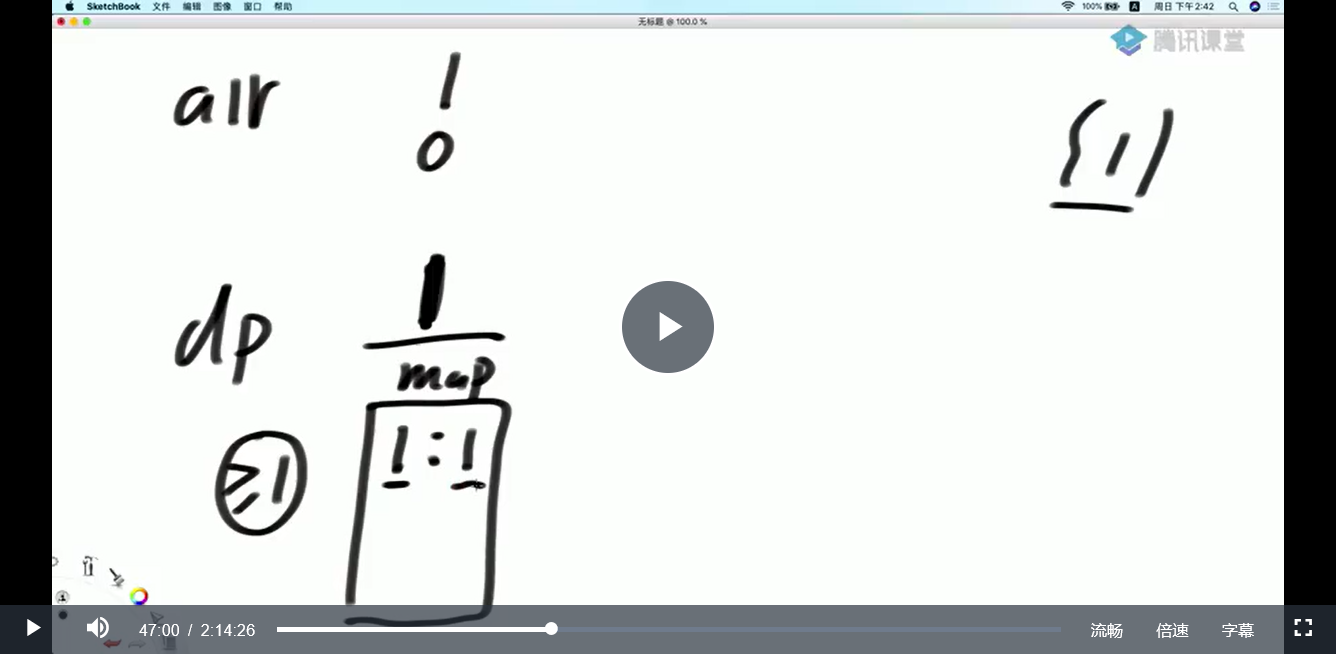 SketchBook 文件 编辑 图像 窗口 帮助 100% A 周日 下午2:42
无标题 @ 100.0 %
腾讯课堂
arr 1
0
{1}
dp 1
map
1:1
≥1
47:00 / 2:14:26 流畅 倍速 字幕